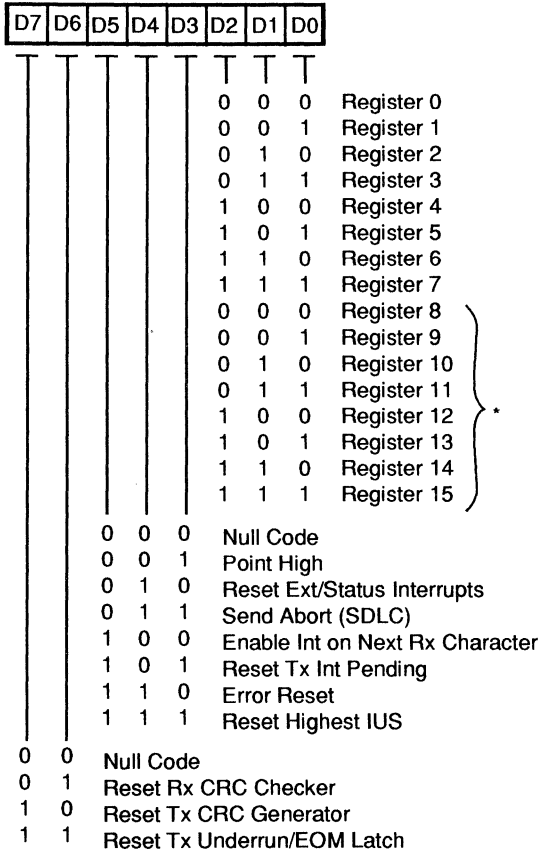 D7 D6 D5 D4 D3 D2 D1 D0
0 0 0 Register 0
0 0 1 Register 1
0 1 0 Register 2
0 1 1 Register 3
1 0 0 Register 4
1 0 1 Register 5
1 1 0 Register 6
1 1 1 Register 7
0 0 0 Register 8
0 0 1 Register 9
0 1 0 Register 10
0 1 1 Register 11
1 0 0 Register 12 *
1 0 1 Register 13
1 1 0 Register 14
1 1 1 Register 15
0 0 0 Null Code
0 0 1 Point High
0 1 0 Reset Ext/Status Interrupts
0 1 1 Send Abort (SDLC)
1 0 0 Enable Int on Next Rx Character
1 0 1 Reset Tx Int Pending
1 1 0 Error Reset
1 1 1 Reset Highest IUS
0 0 Null Code
0 1 Reset Rx CRC Checker
1 0 Reset Tx CRC Generator
1 1 Reset Tx Underrun/EOM Latch